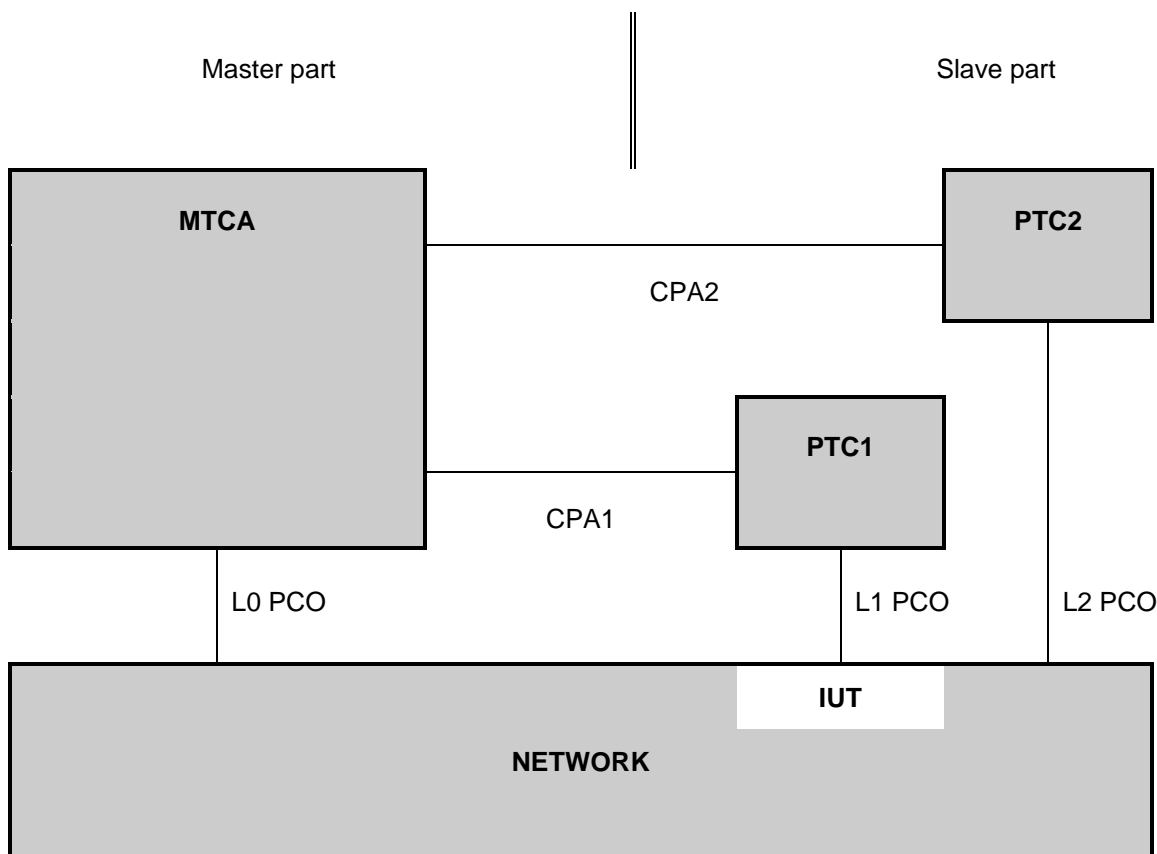 Master part
Slave part
MTCA
PTC2
CPA2
PTC1
CPA1
L0 PCO
L1 PCO
L2 PCO
IUT
NETWORK